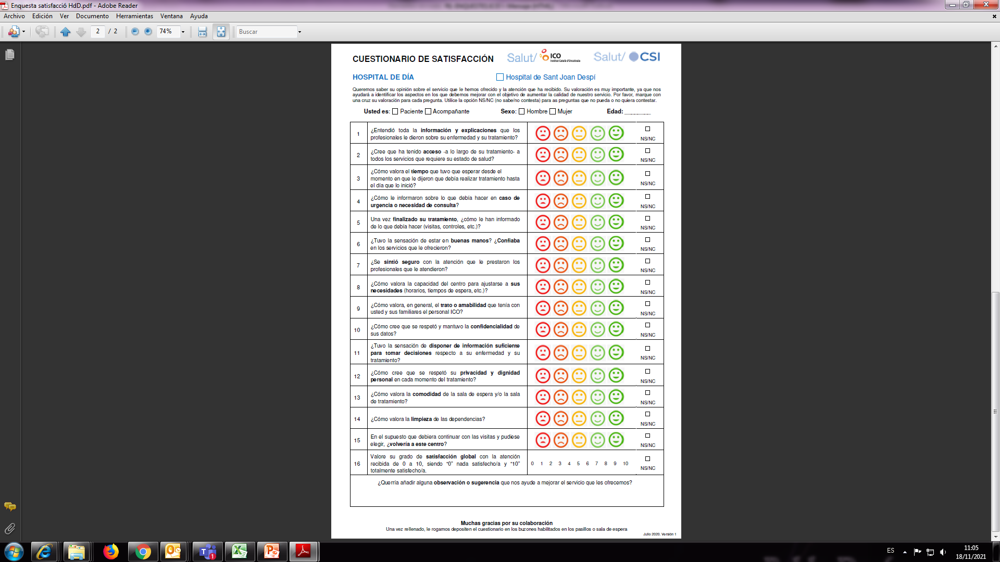 Enquesta satisfacció HdD.pdf - Adobe Reader
Archivo Edición Ver Documento Herramientas Ventana Ayuda
2 / 2 74% Buscar
CUESTIONARIO DE SATISFACCIÓN Salut/ ICO Institut Català d'Oncologia Salut/ CSI
HOSPITAL DE DÍA Hospital de Sant Joan Despí
Queremos saber su opinión sobre el servicio que le hemos ofrecido y la atención que ha recibido. Su valoración es muy importante, ya que nos
ayudará a identificar los aspectos en los que debemos mejorar con el objetivo de aumentar la calidad de nuestro servicio. Por favor, marque con
una cruz su valoración para cada pregunta. Utilice la opción NS/NC (no sabe/no contesta) para as preguntas que no pueda o no quiera contestar.
Usted es: Paciente Acompañante Sexo: Hombre Mujer Edad: ________
1 ¿Entendió toda la información y explicaciones que los
profesionales le dieron sobre su enfermedad y su tratamiento? NS/NC
2 ¿Cree que ha tenido acceso -a lo largo de su tratamiento- a
todos los servicios que requiere su estado de salud? NS/NC
3 ¿Cómo valora el tiempo que tuvo que esperar desde el
momento en que le dijeron que debía realizar tratamiento hasta
el día que lo inició? NS/NC
4 ¿Cómo le informaron sobre lo que debía hacer en caso de
urgencia o necesidad de consulta? NS/NC
5 Una vez finalizado su tratamiento, ¿cómo le han informado
de lo que debía hacer (visitas, controles, etc.)? NS/NC
6 ¿Tuvo la sensación de estar en buenas manos? ¿Confiaba
en los servicios que le ofrecieron? NS/NC
7 ¿Se sintió seguro con la atención que le prestaron los
profesionales que le atendieron? NS/NC
8 ¿Cómo valora la capacidad del centro para ajustarse a sus
necesidades (horarios, tiempos de espera, etc.)? NS/NC
9 ¿Cómo valora, en general, el trato o amabilidad que tenía con
usted y sus familiares el personal ICO? NS/NC
10 ¿Cómo cree que se respetó y mantuvo la confidencialidad de
sus datos? NS/NC
11 ¿Tuvo la sensación de disponer de información suficiente
para tomar decisiones respecto a su enfermedad y su
tratamiento? NS/NC
12 ¿Cómo cree que se respetó su privacidad y dignidad
personal en cada momento del tratamiento? NS/NC
13 ¿Cómo valora la comodidad de la sala de espera y/o la sala
de tratamiento? NS/NC
14 ¿Cómo valora la limpieza de las dependencias? NS/NC
15 En el supuesto que debiera continuar con las visitas y pudiese
elegir, ¿volvería a este centro? NS/NC
16 Valore su grado de satisfacción global con la atención
recibida de 0 a 10, siendo “0” nada satisfecho/a y “10” 0 1 2 3 4 5 6 7 8 9 10
totalmente satisfecho/a. NS/NC
¿Querría añadir alguna observación o sugerencia que nos ayude a mejorar el servicio que les ofrecemos?
Muchas gracias por su colaboración
Una vez rellenado, le rogamos depositen el cuestionario en los buzones habilitados en los pasillos o sala de espera
Julio 2020. Versión 1
ES 11:05
18/11/2021